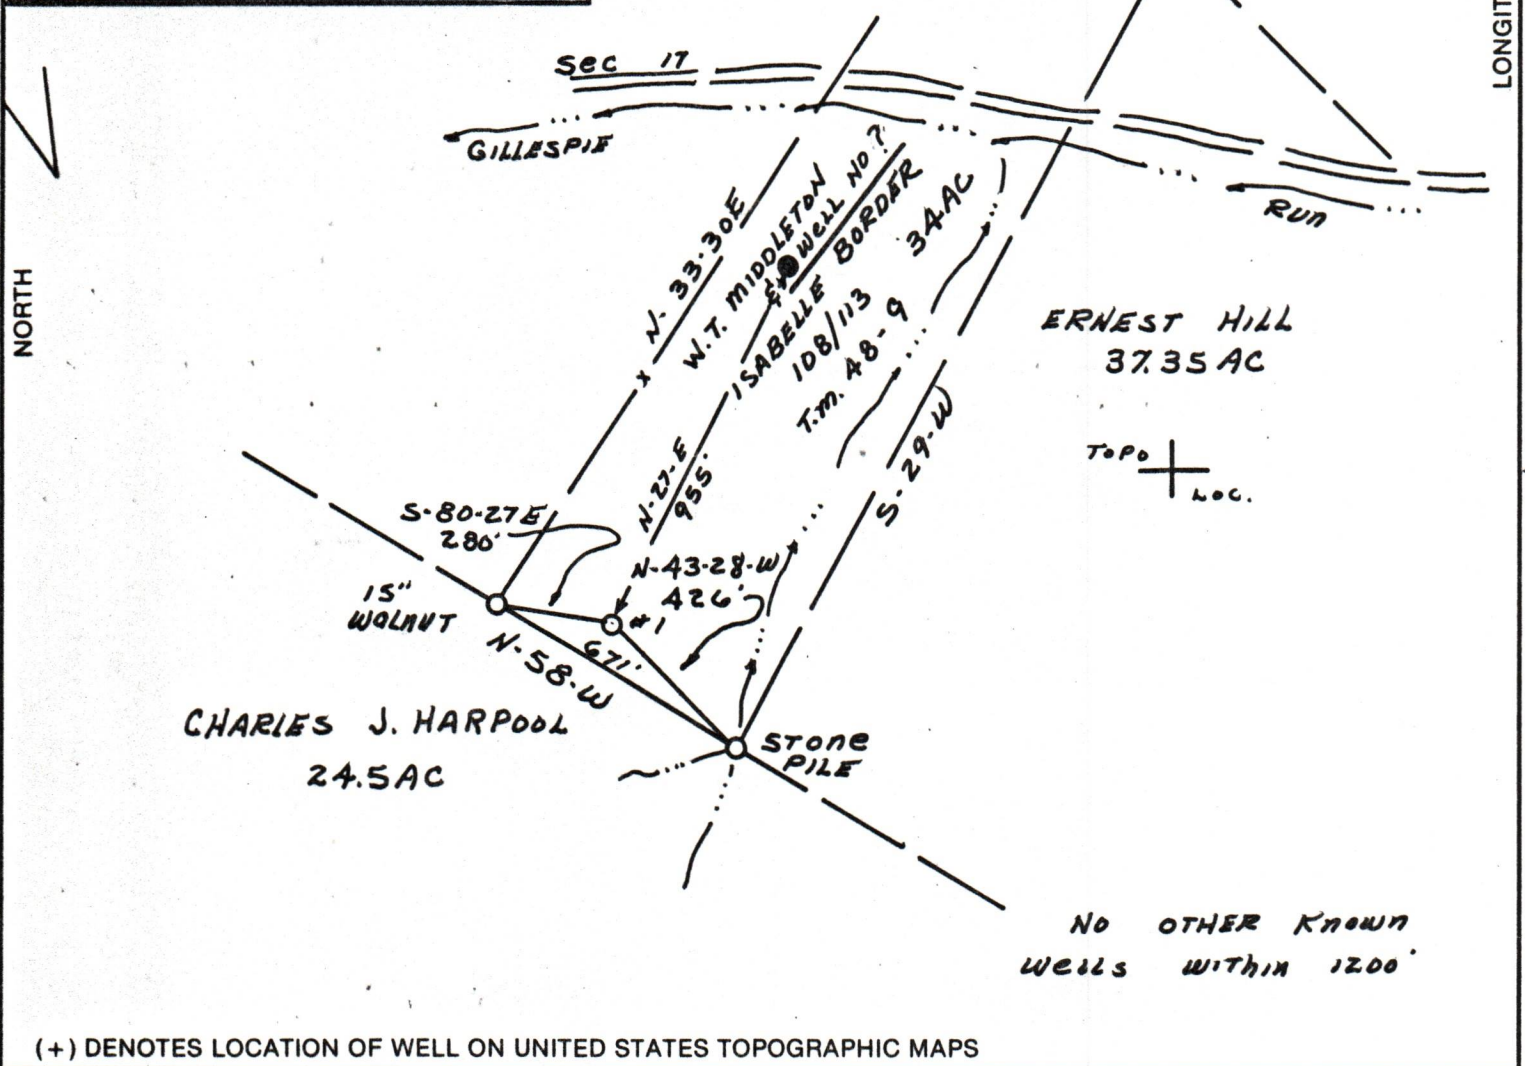 LONGIT
Sec 17
GILLESPIE
RUN
NORTH
N-33-30E
W.T. MIDDLETON
WELL NO ?
& ISABELLE BORDER
108/113 34 AC
T.M. 48-9
ERNEST HILL
37.35 AC
TOPO
LOC.
S-29-W
N-27-E
955'
S-80-27E
280'
N-43-28-W
426'
15"
WALNUT
#1
671'
N-58-W
CHARLES J. HARPOOL
24.5 AC
STONE
PILE
NO OTHER KNOWN
WELLS WITHIN 1200'
(+) DENOTES LOCATION OF WELL ON UNITED STATES TOPOGRAPHIC MAPS